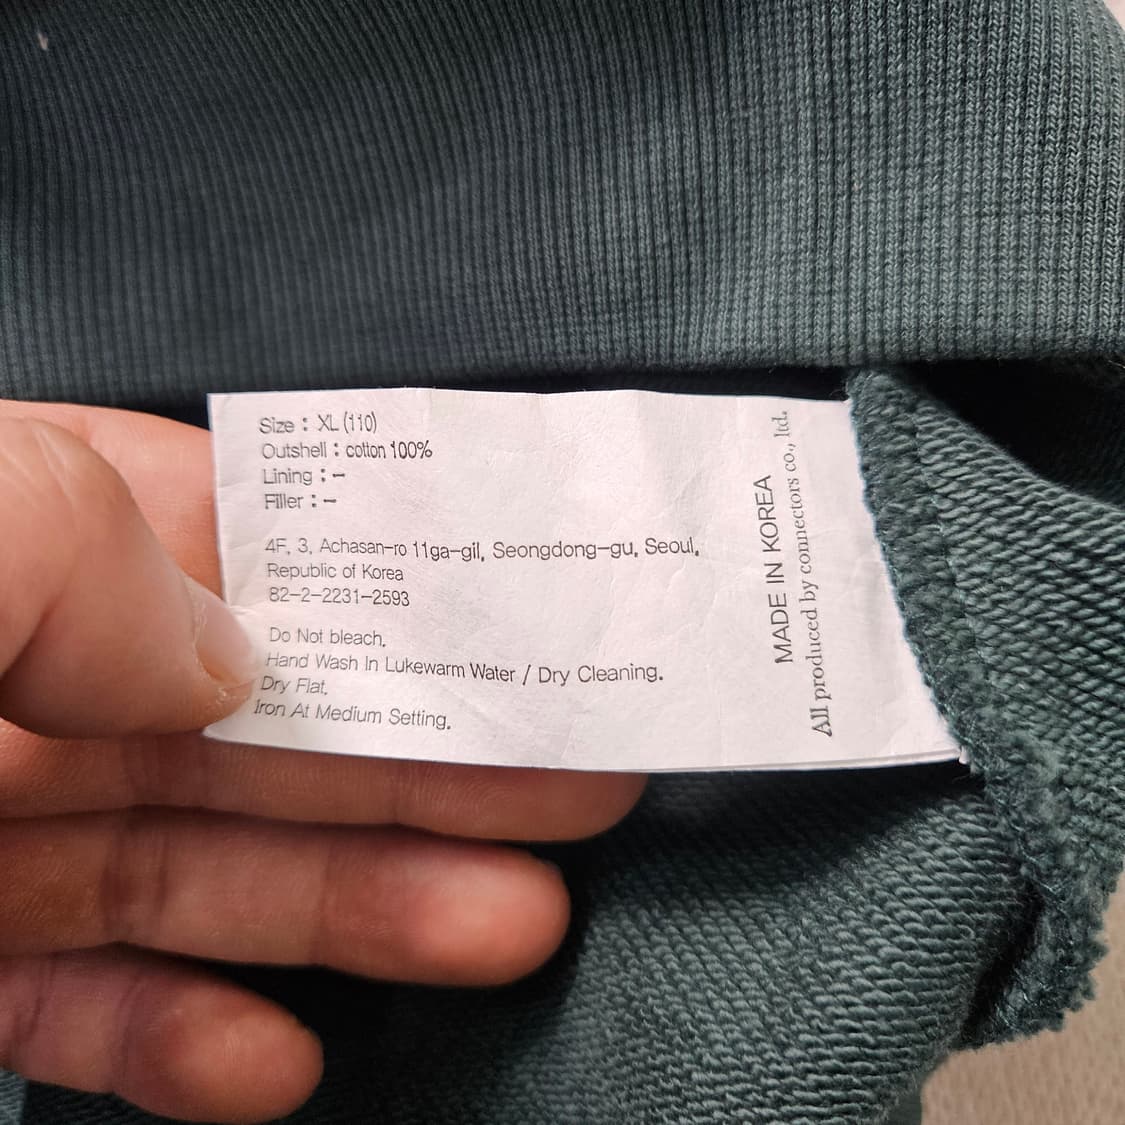 Size : XL (110)
Outshell : cotton 100%
Lining : -
Filler : -
4F, 3, Achasan-ro 11ga-gil, Seongdong-gu, Seoul,
Republic of Korea
82-2-2231-2593
Do Not bleach,
Hand Wash In Lukewarm Water / Dry Cleaning.
Dry Flat,
Iron At Medium Setting.
MADE IN KOREA
All produced by connectors co., ltd.